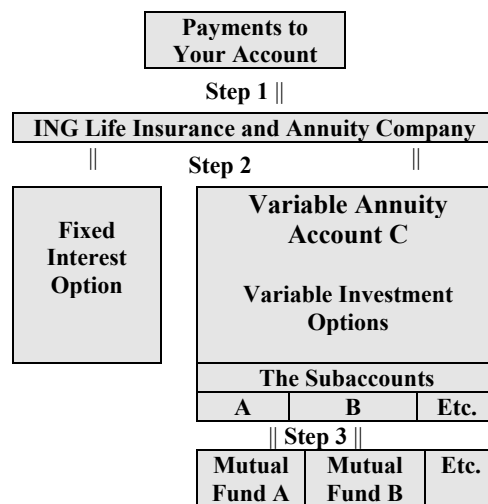 Payments to
Your Account
Step 1 ||
ING Life Insurance and Annuity Company
|| Step 2 ||
Fixed
Interest
Option
Variable Annuity
Account C
Variable Investment
Options
The Subaccounts
A B Etc.
|| Step 3 ||
Mutual
Fund A
Mutual
Fund B
Etc.